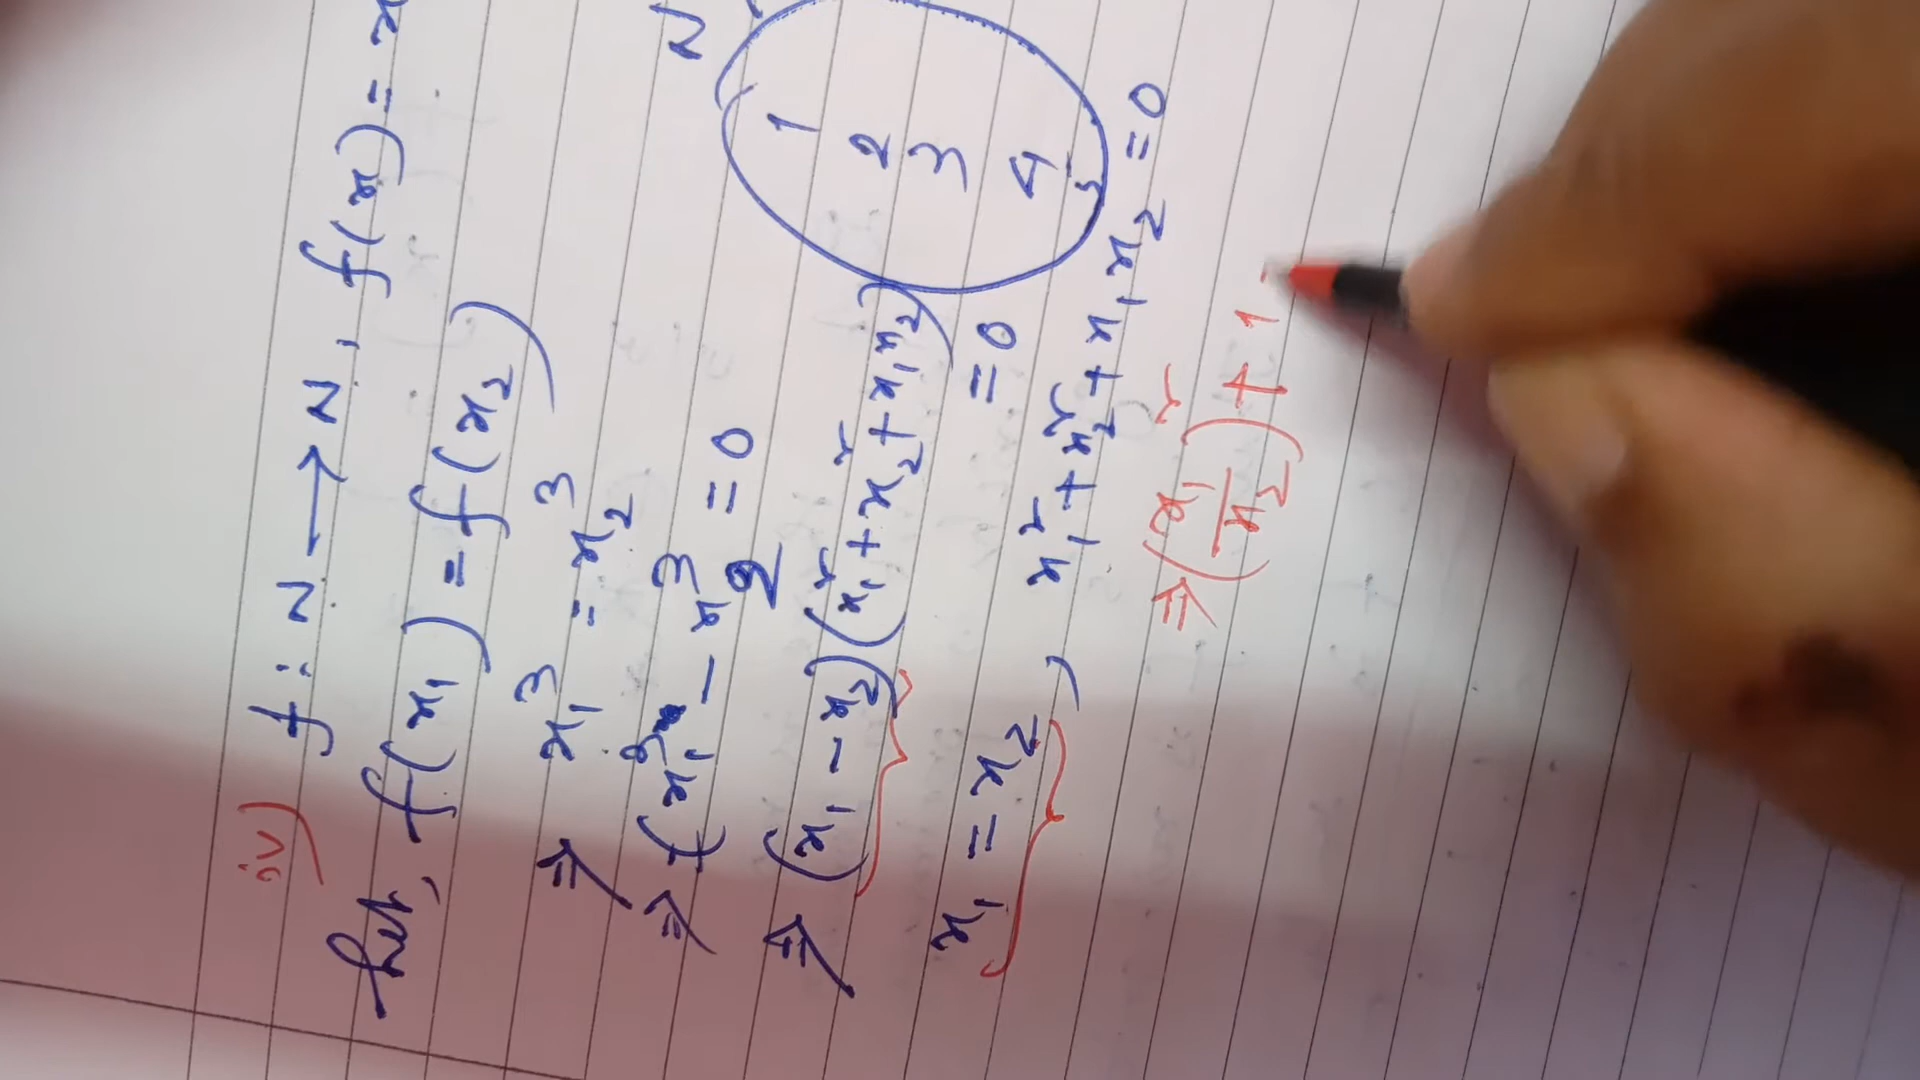 iv) f : N → N, f(x) = x
Let, f(x₁) = f(x₂)
⇒ x₁³ = x₂³
⇒ (x₁³ - x₂³ = 0
⇒ (x₁ - x₂)(x₁² + x₂² + x₁x₂) = 0
x₁ = x₂ , x₁² + x₂² + x₁x₂ = 0
⇒ (x₁/x₂)² + 1
N
1
2
3
4